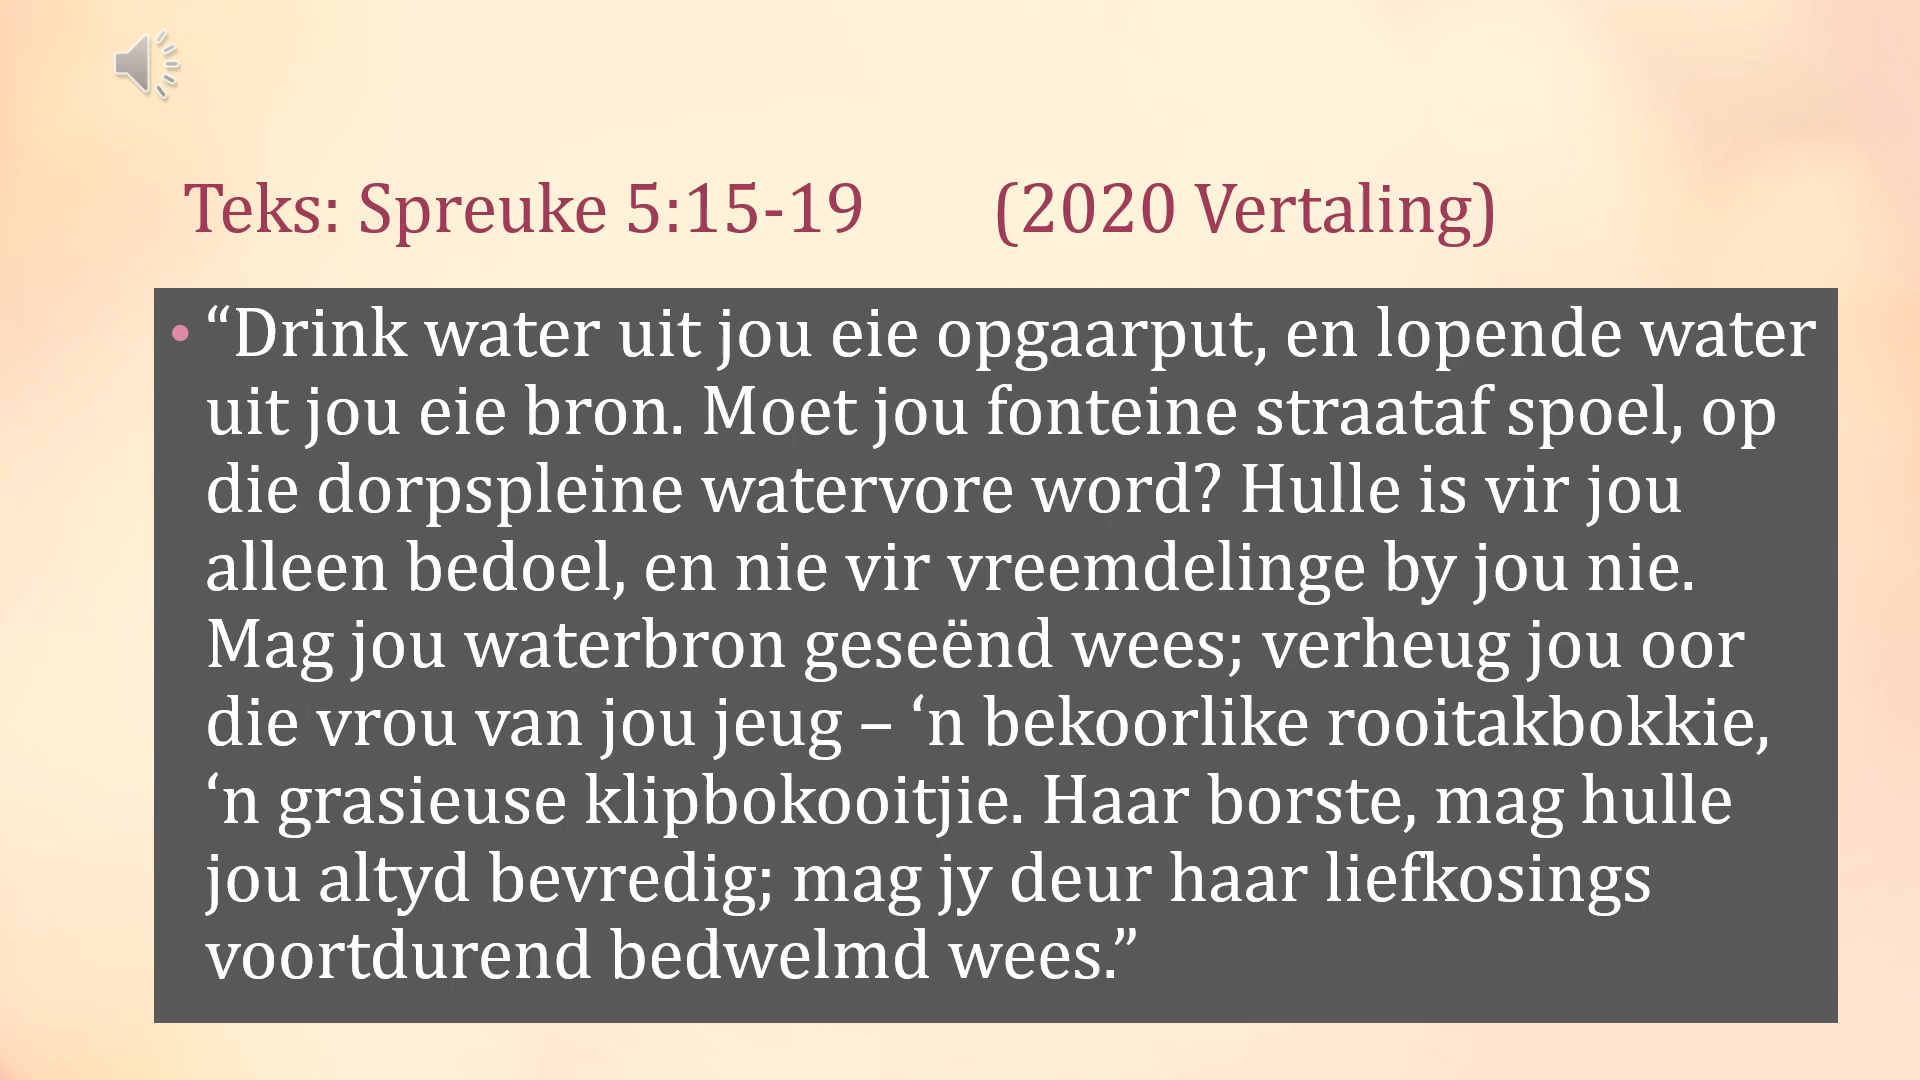 Teks: Spreuke 5:15-19 (2020 Vertaling)
• “Drink water uit jou eie opgaarput, en lopende water
uit jou eie bron. Moet jou fonteine straataf spoel, op
die dorpspleine watervore word? Hulle is vir jou
alleen bedoel, en nie vir vreemdelinge by jou nie.
Mag jou waterbron geseënd wees; verheug jou oor
die vrou van jou jeug – ‘n bekoorlike rooitakbokkie,
‘n grasieuse klipbokooitjie. Haar borste, mag hulle
jou altyd bevredig; mag jy deur haar liefkosings
voortdurend bedwelmd wees.”